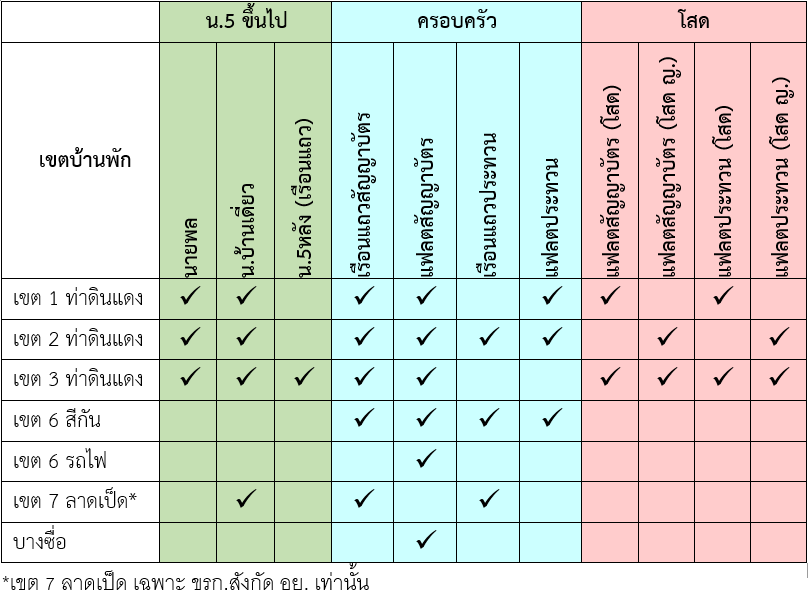 น.5 ขึ้นไป ครอบครัว โสด
เขตบ้านพัก นายพล น.บ้านเดี่ยว น.5หลัง (เรือนแถว) เรือนแถวสัญญาบัตร แฟลตสัญญาบัตร เรือนแถวประทวน แฟลตประทวน แฟลตสัญญาบัตร (โสด) แฟลตสัญญาบัตร (โสด ญ.) แฟลตประทวน (โสด) แฟลตประทวน (โสด ญ.)
เขต 1 ท่าดินแดง ✓ ✓ ✓ ✓ ✓ ✓ ✓
เขต 2 ท่าดินแดง ✓ ✓ ✓ ✓ ✓ ✓ ✓ ✓
เขต 3 ท่าดินแดง ✓ ✓ ✓ ✓ ✓ ✓ ✓ ✓ ✓
เขต 6 สีกัน ✓ ✓ ✓ ✓
เขต 6 รถไฟ ✓
เขต 7 ลาดเป็ด* ✓ ✓ ✓
บางซื่อ ✓
*เขต 7 ลาดเป็ด เฉพาะ ขรก.สังกัด อย. เท่านั้น